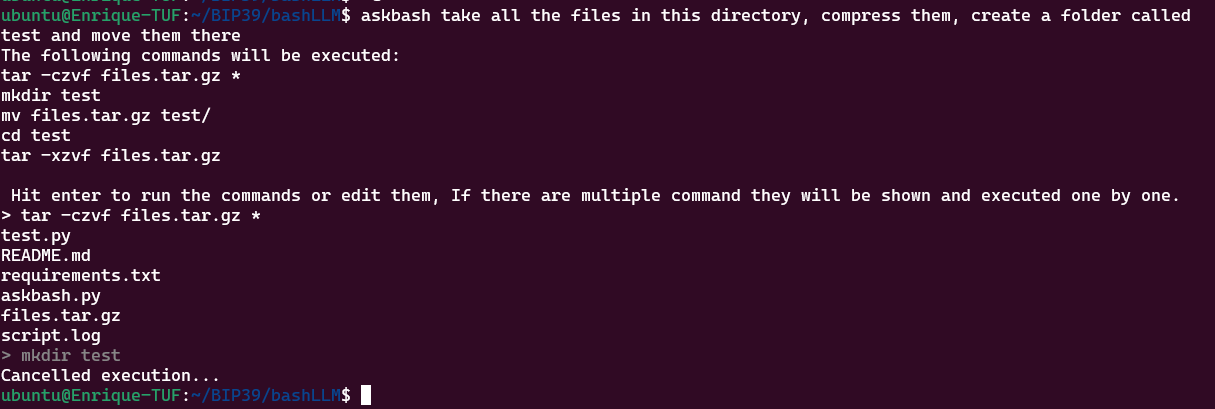 ubuntu@Enrique-TUF:~/BIP39/bashLLM$ askbash take all the files in this directory, compress them, create a folder called
test and move them there
The following commands will be executed:
tar -czvf files.tar.gz *
mkdir test
mv files.tar.gz test/
cd test
tar -xzvf files.tar.gz
Hit enter to run the commands or edit them, If there are multiple command they will be shown and executed one by one.
> tar -czvf files.tar.gz *
test.py
README.md
requirements.txt
askbash.py
files.tar.gz
script.log
> mkdir test
Cancelled execution...
ubuntu@Enrique-TUF:~/BIP39/bashLLM$